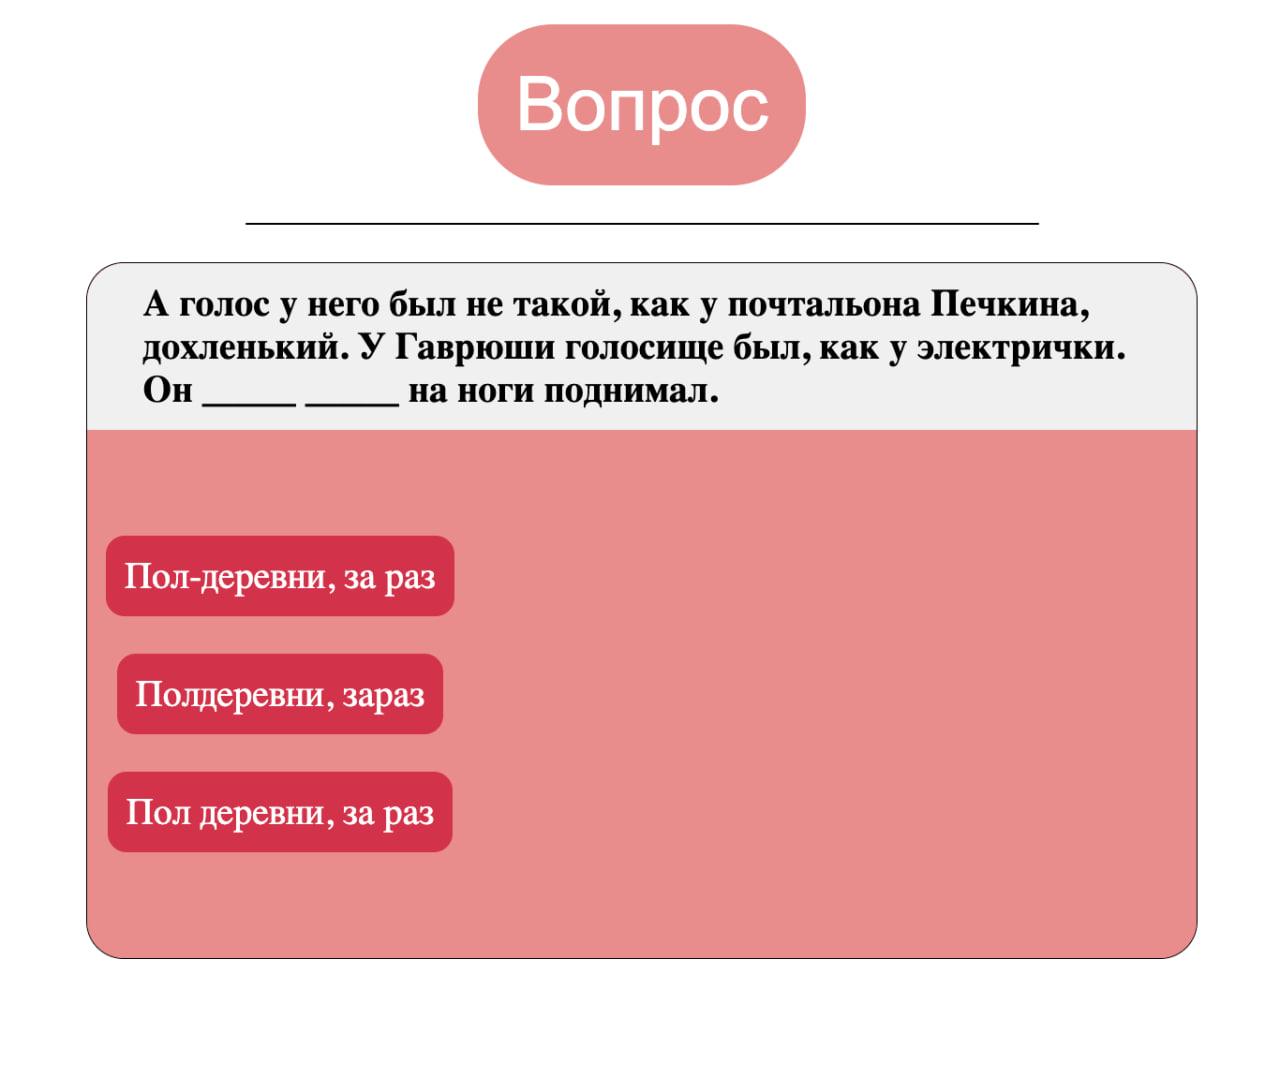 Вопрос
А голос у него был не такой, как у почтальона Печкина,
дохленький. У Гаврюши голосище был, как у электрички.
Он _____ _____ на ноги поднимал.
Пол-деревни, за раз
Полдеревни, зараз
Пол деревни, за раз